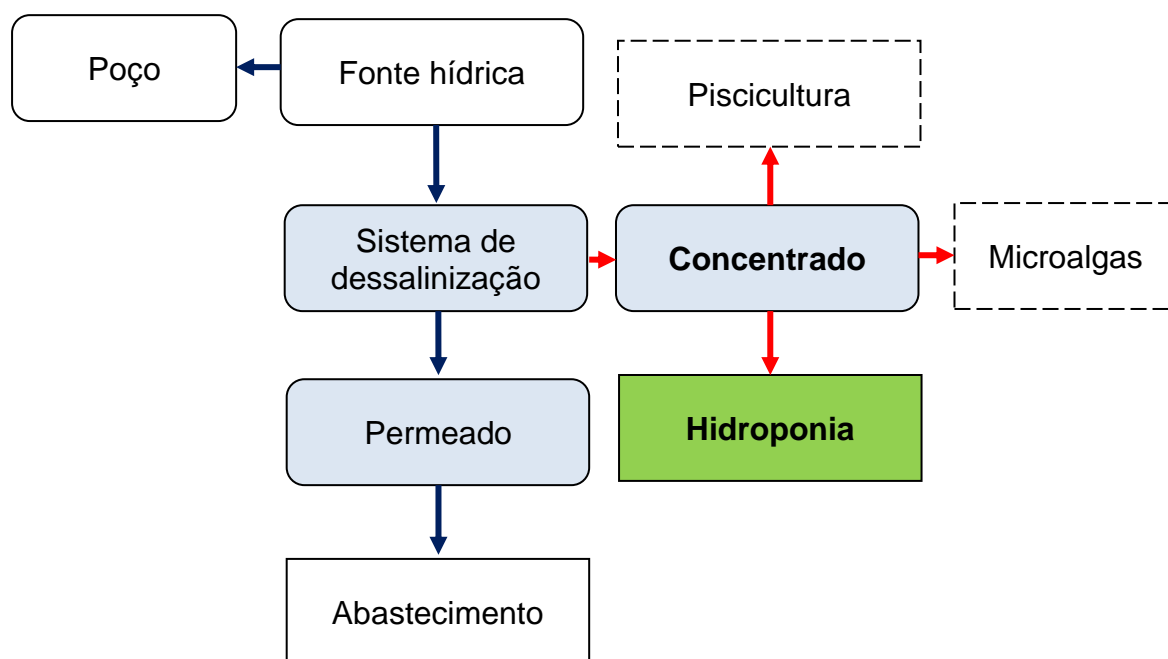 Poço
Fonte hídrica
Piscicultura
Sistema de
dessalinização
Concentrado
Microalgas
Permeado
Hidroponia
Abastecimento